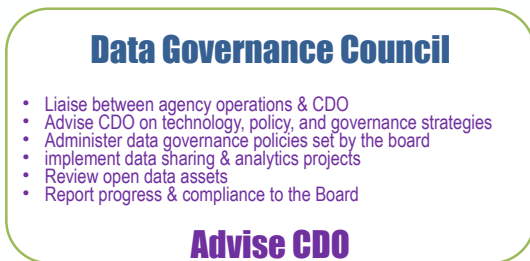 Data Governance Council
• Liaise between agency operations & CDO
• Advise CDO on technology, policy, and governance strategies
• Administer data governance policies set by the board
• implement data sharing & analytics projects
• Review open data assets
• Report progress & compliance to the Board
Advise CDO